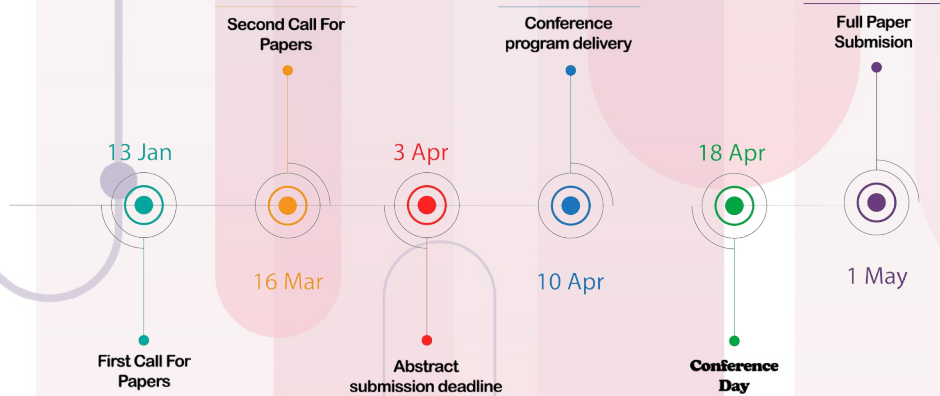 Second Call For
Papers
Conference
program delivery
Full Paper
Submision
13 Jan
3 Apr
18 Apr
16 Mar
10 Apr
1 May
First Call For
Papers
Abstract
submission deadline
Conference
Day